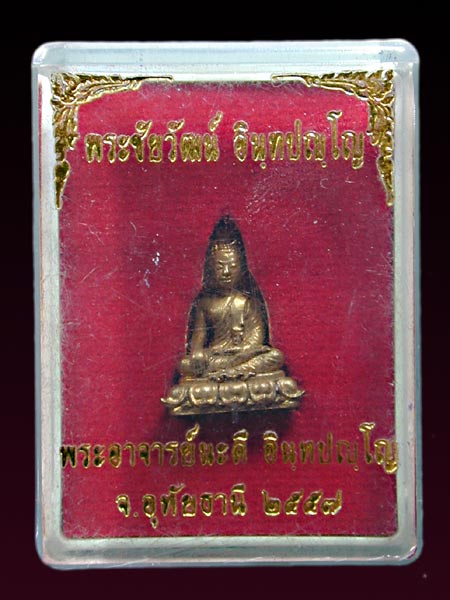 พระชัยวัฒน์ อินฺทปญฺโญ
พระอาจารย์นะดี อินฺทปญฺโญ
จ.อุทัยธานี ๒๕๕๗